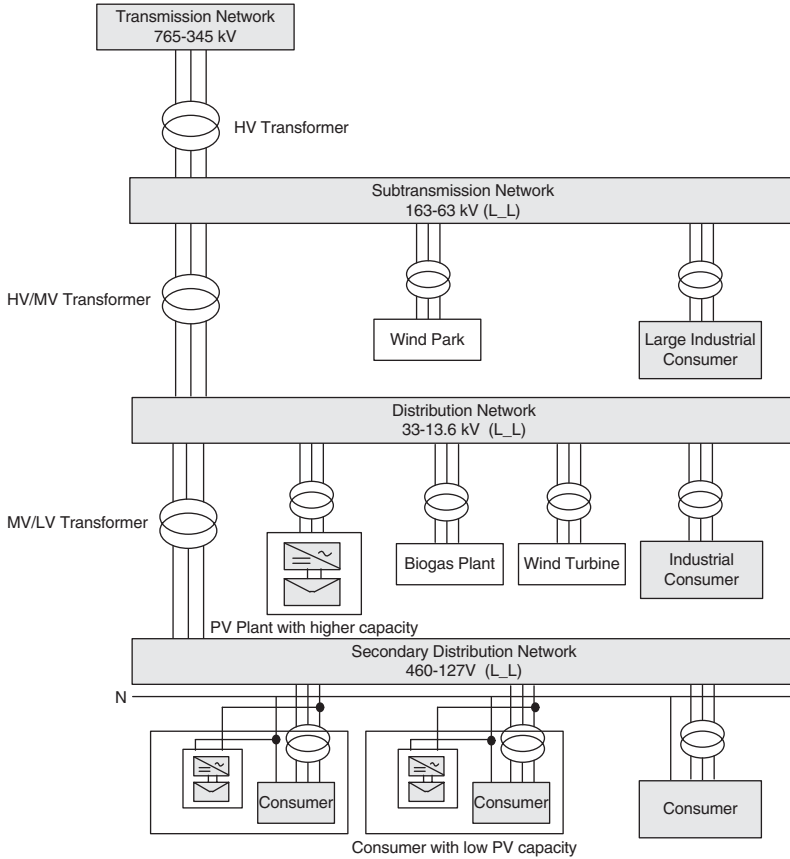 Transmission Network
765-345 kV
HV Transformer
Subtransmission Network
163-63 kV (L_L)
HV/MV Transformer
Wind Park
Large Industrial
Consumer
Distribution Network
33-13.6 kV (L_L)
MV/LV Transformer
= ~
Biogas Plant
Wind Turbine
Industrial
Consumer
PV Plant with higher capacity
Secondary Distribution Network
460-127V (L_L)
N
= ~
Consumer
= ~
Consumer
Consumer
Consumer with low PV capacity